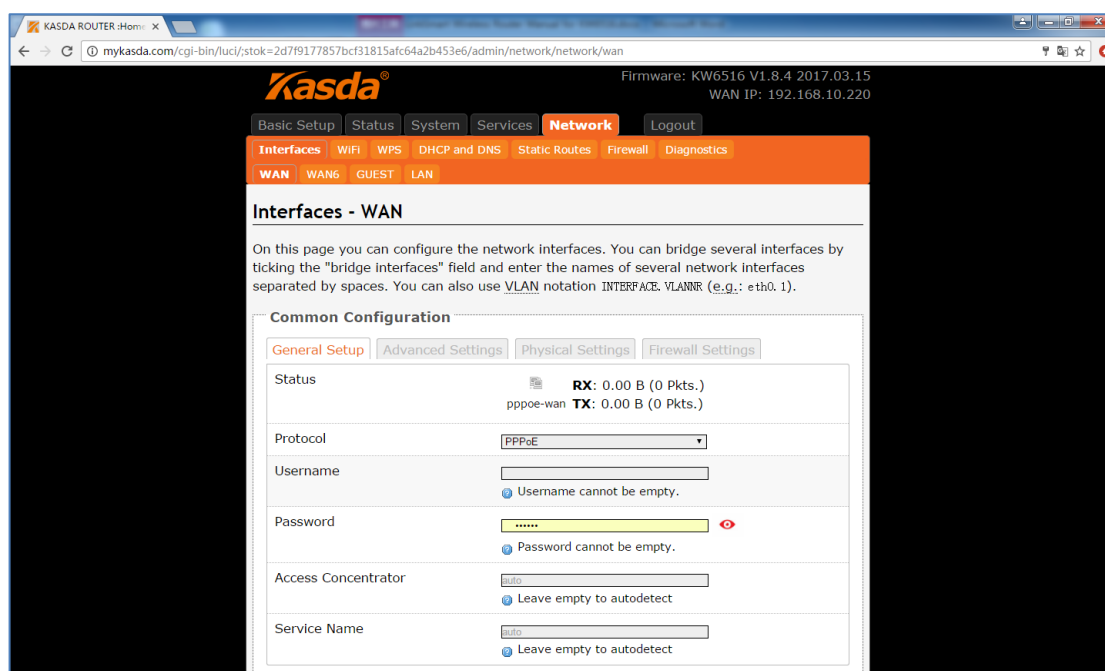 KASDA ROUTER :Home
mykasda.com/cgi-bin/luci/;stok=2d7f9177857bcf31815afc64a2b453e6/admin/network/network/wan
Kasda®
Firmware: KW6516 V1.8.4 2017.03.15
WAN IP: 192.168.10.220
Basic Setup Status System Services Network Logout
Interfaces WiFi WPS DHCP and DNS Static Routes Firewall Diagnostics
WAN WAN6 GUEST LAN
Interfaces - WAN
On this page you can configure the network interfaces. You can bridge several interfaces by
ticking the "bridge interfaces" field and enter the names of several network interfaces
separated by spaces. You can also use VLAN notation INTERFACE.VLANNR (e.g.: eth0.1).
Common Configuration
General Setup Advanced Settings Physical Settings Firewall Settings
Status
RX: 0.00 B (0 Pkts.)
pppoe-wan TX: 0.00 B (0 Pkts.)
Protocol PPPoE
Username
Username cannot be empty.
Password ••••••
Password cannot be empty.
Access Concentrator auto
Leave empty to autodetect
Service Name auto
Leave empty to autodetect